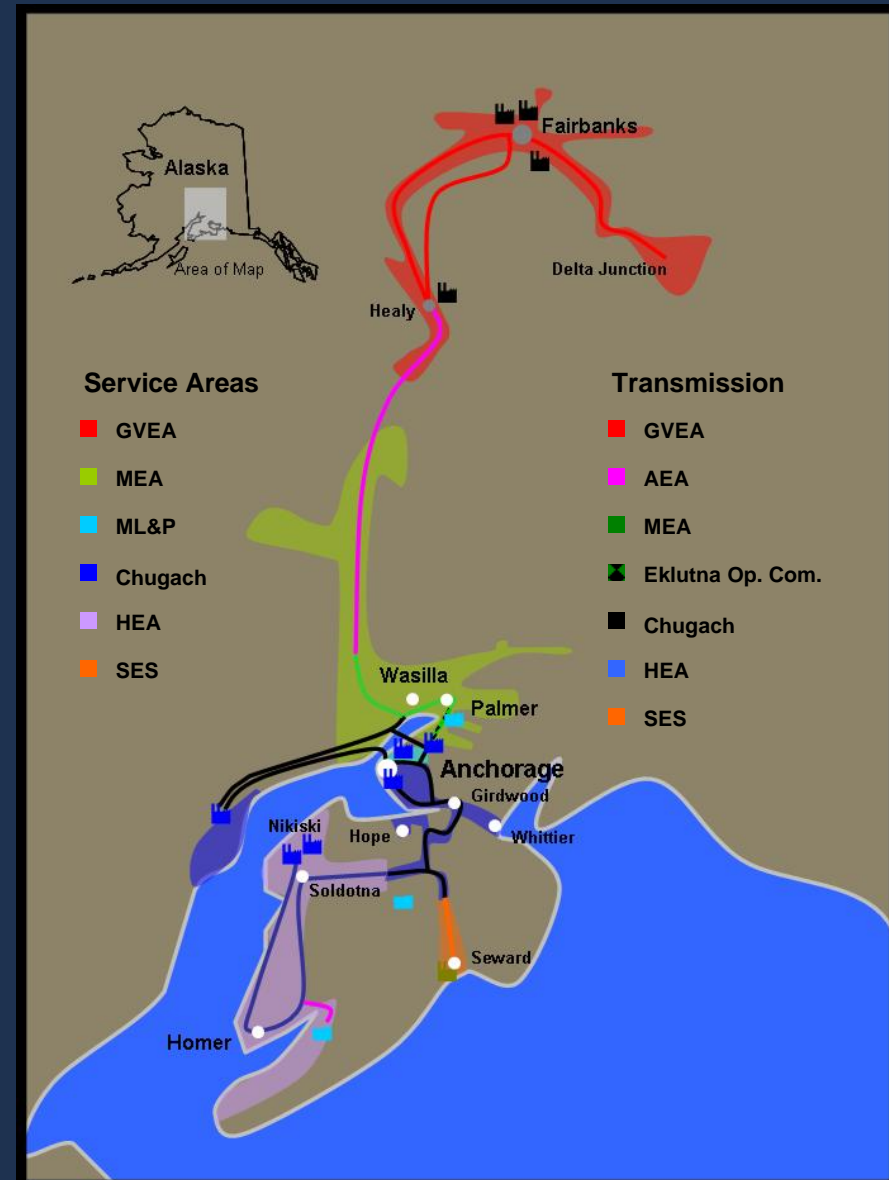 Fairbanks
Alaska
Area of Map
Delta Junction
Healy
Service Areas
GVEA
MEA
ML&P
Chugach
HEA
SES
Transmission
GVEA
AEA
MEA
Eklutna Op. Com.
Chugach
HEA
SES
Wasilla
Palmer
Anchorage
Girdwood
Nikiski
Hope
Whittier
Soldotna
Seward
Homer